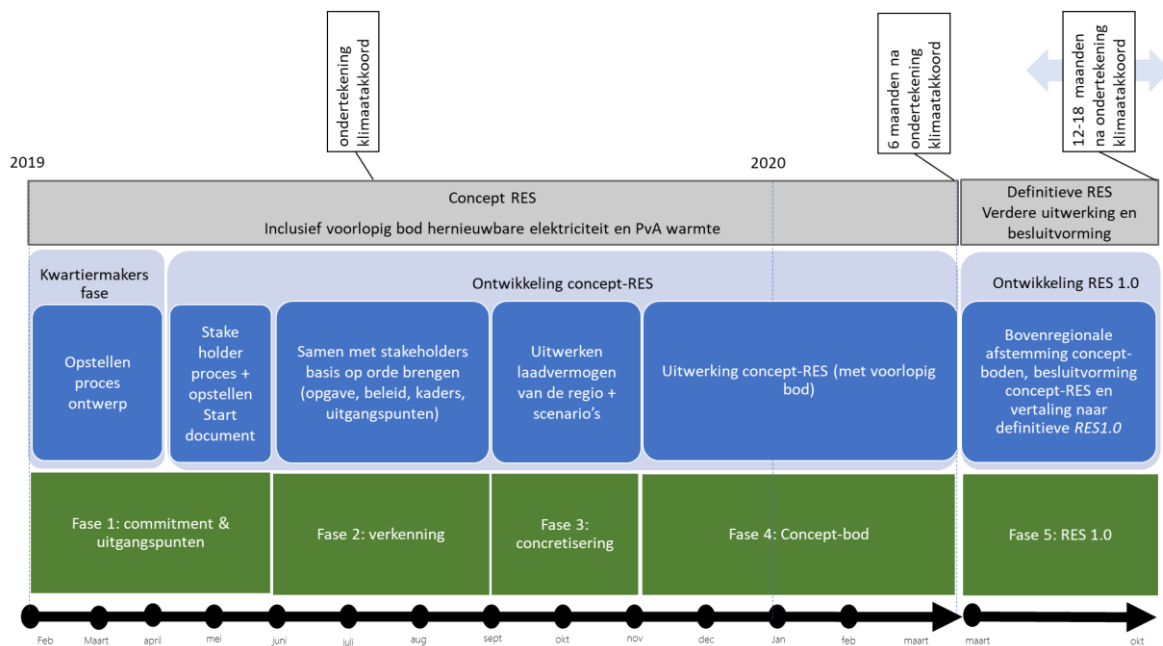 ondertekening
klimaatakkoord
6 maanden na
ondertekening
klimaatakkoord
12-18 maanden
na ondertekening
klimaatakkoord
2019
2020
Concept RES
Inclusief voorlopig bod hernieuwbare elektriciteit en PvA warmte
Definitieve RES
Verdere uitwerking en
besluitvorming
Kwartiermakers
fase
Ontwikkeling concept-RES
Ontwikkeling RES 1.0
Opstellen
proces
ontwerp
Stake
holder
proces +
opstellen
Start
document
Samen met stakeholders
basis op orde brengen
(opgave, beleid, kaders,
uitgangspunten)
Uitwerken
laadvermogen
van de regio +
scenario's
Uitwerking concept-RES (met voorlopig
bod)
Bovenregionale
afstemming concept-
boden, besluitvorming
concept-RES en
vertaling naar
definitieve RES1.0
Fase 1: commitment &
uitgangspunten
Fase 2: verkenning
Fase 3:
concretisering
Fase 4: Concept-bod
Fase 5: RES 1.0
Feb
Maart
april
mei
juni
juli
aug
sept
okt
nov
dec
Jan
feb
maart
maart
okt